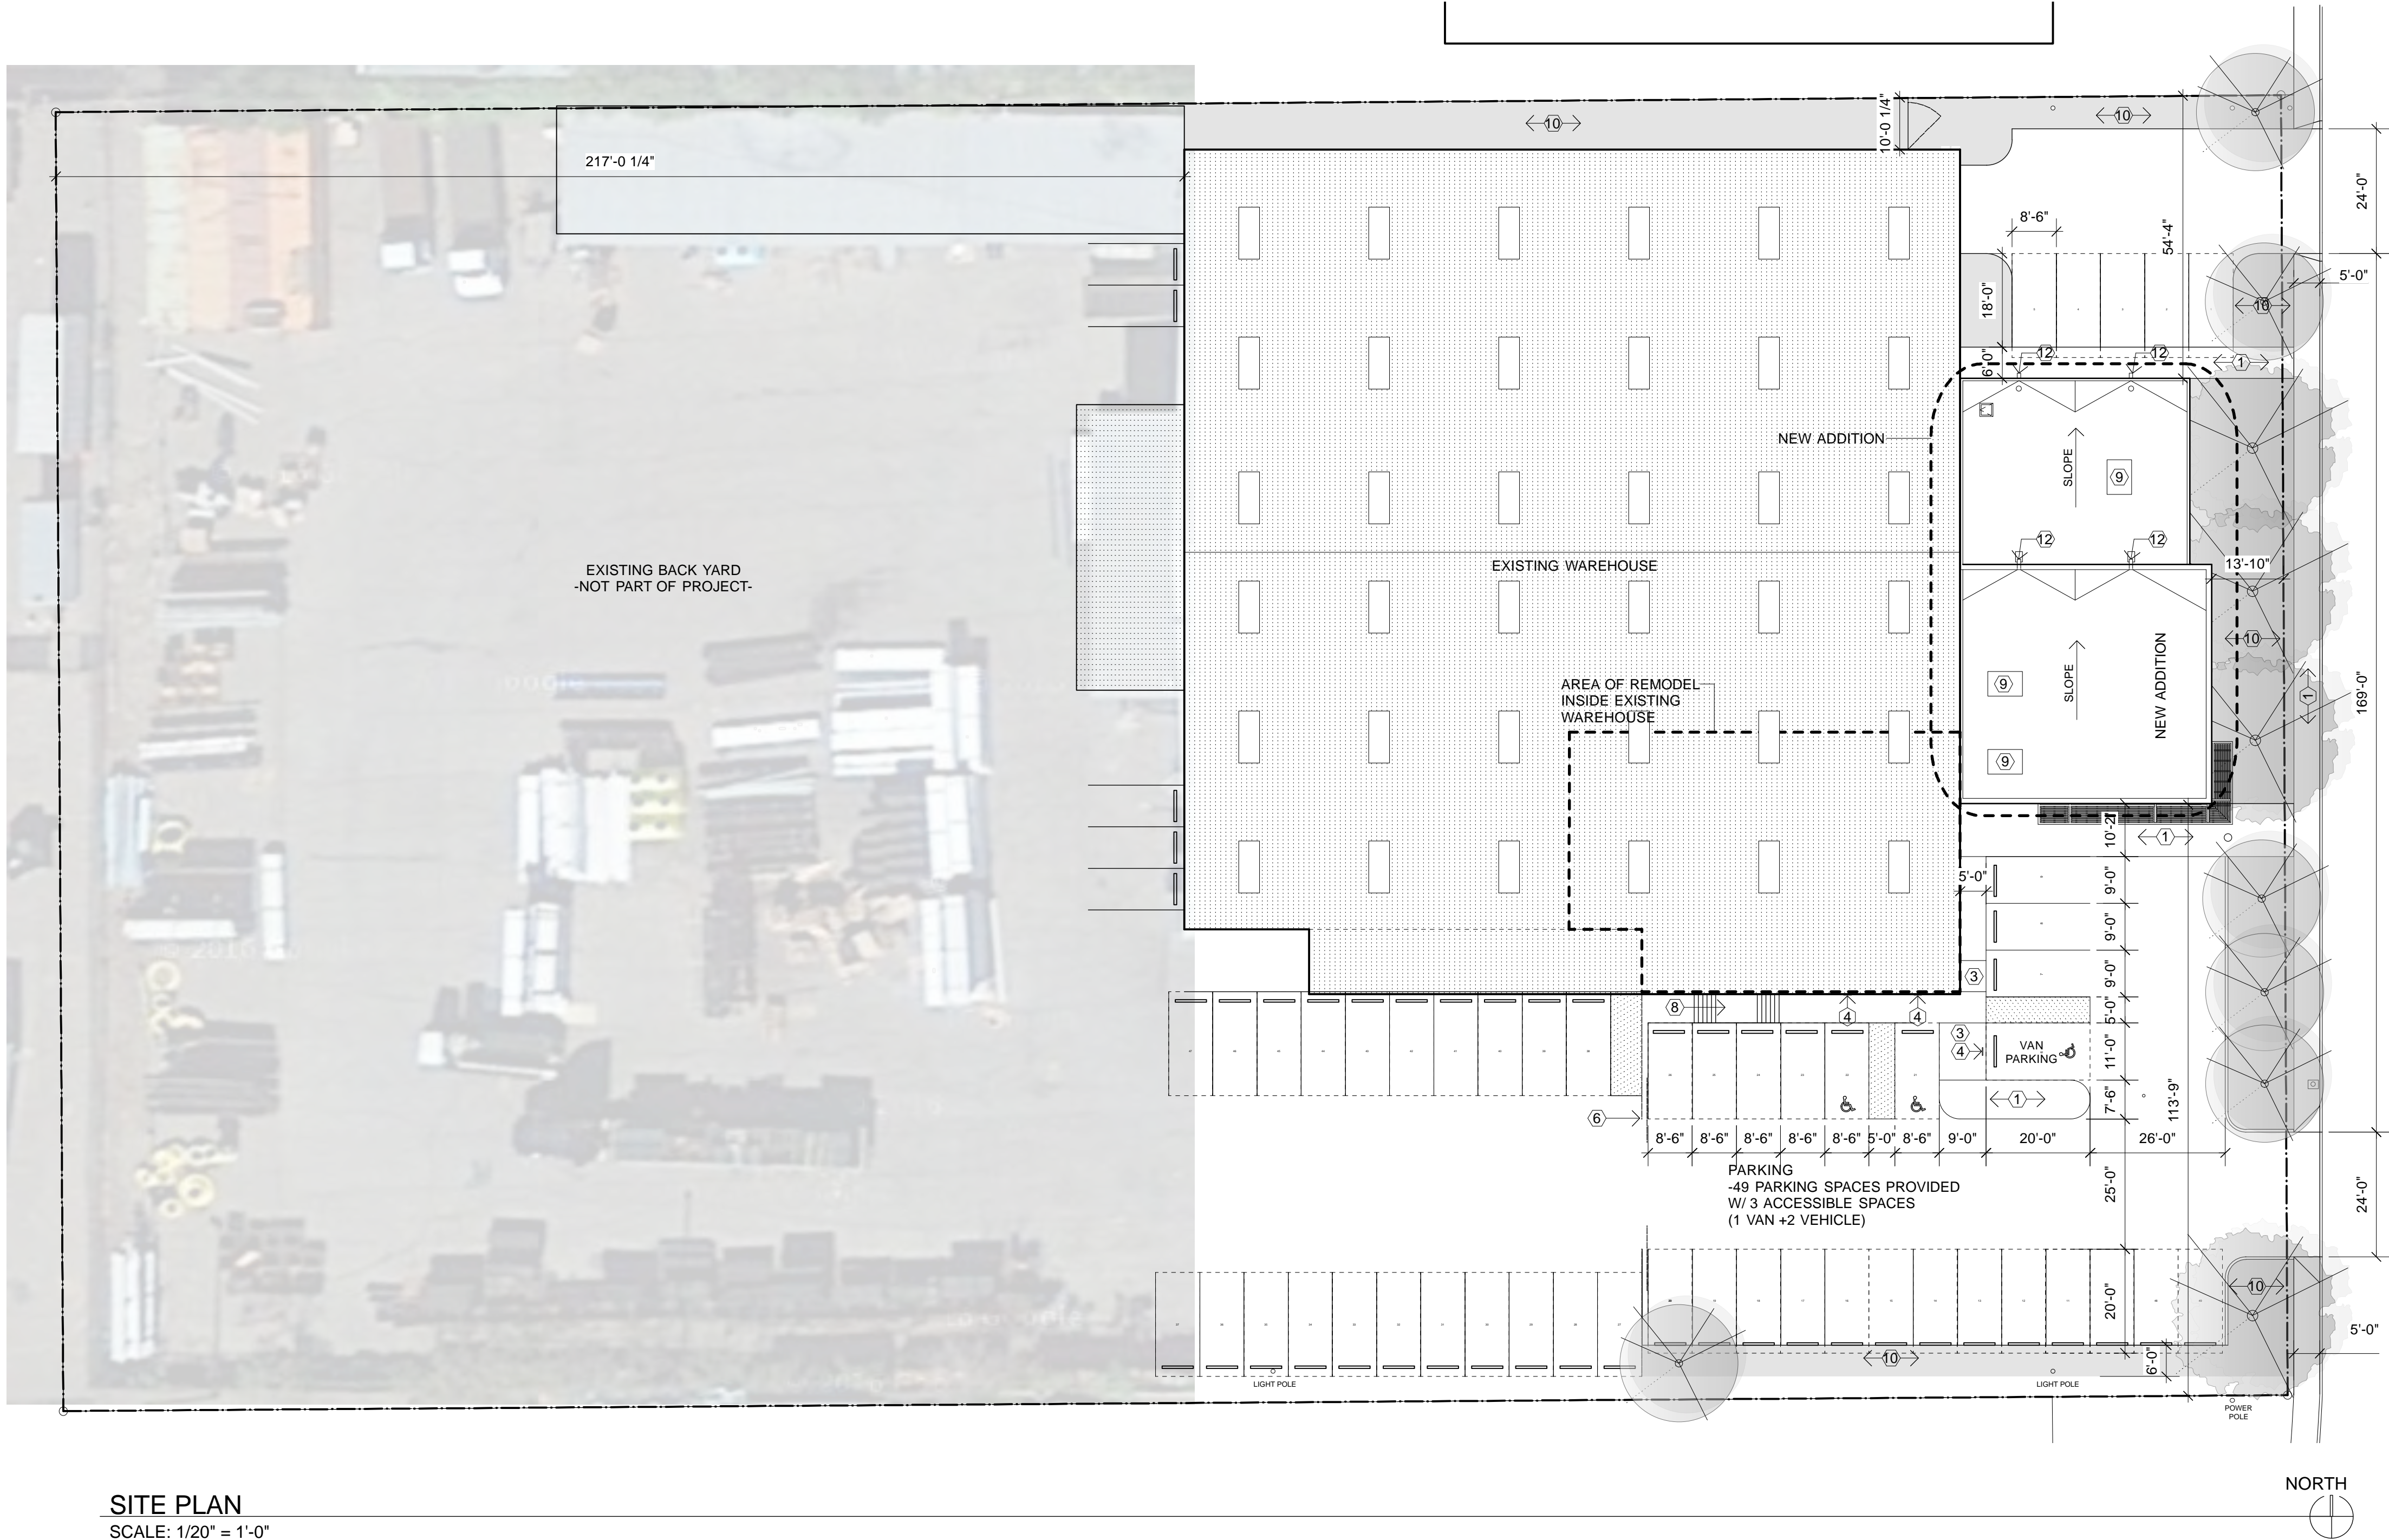 217'-0 1/4"
10
10'-0 1/4"
10
24'-0"
8'-6"
54'-4"
5'-0"
18'-0"
10
12
12
6'-0"
1
NEW ADDITION
SLOPE
9
12
12
13'-10"
EXISTING WAREHOUSE
EXISTING BACK YARD
-NOT PART OF PROJECT-
10
NEW ADDITION
SLOPE
9
1
169'-0"
AREA OF REMODEL
INSIDE EXISTING
WAREHOUSE
9
10'-2"
1
5'-0"
9'-0"
9'-0"
9'-0"
3
5'-0"
8
4
4
3
4
VAN
PARKING
11'-0"
1
7'-6"
113'-9"
6
8'-6"
8'-6"
8'-6"
8'-6"
8'-6"
5'-0"
8'-6"
9'-0"
20'-0"
26'-0"
PARKING
-49 PARKING SPACES PROVIDED
W/ 3 ACCESSIBLE SPACES
(1 VAN +2 VEHICLE)
25'-0"
24'-0"
20'-0"
10
5'-0"
10
6'-0"
LIGHT POLE
LIGHT POLE
POWER
POLE
NORTH
SITE PLAN
SCALE: 1/20" = 1'-0"